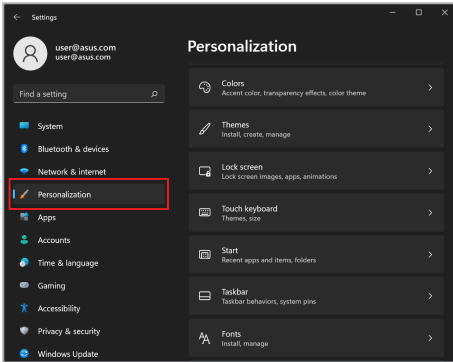 Settings
user@asus.com
user@asus.com
Find a setting
System
Bluetooth & devices
Network & internet
Personalization
Apps
Accounts
Time & language
Gaming
Accessibility
Privacy & security
Windows Update
Personalization
Colors
Accent color, transparency effects, color theme
Themes
Install, create, manage
Lock screen
Lock screen images, apps, animations
Touch keyboard
Themes, size
Start
Recent apps and items, folders
Taskbar
Taskbar behaviors, system pins
Fonts
Install, manage